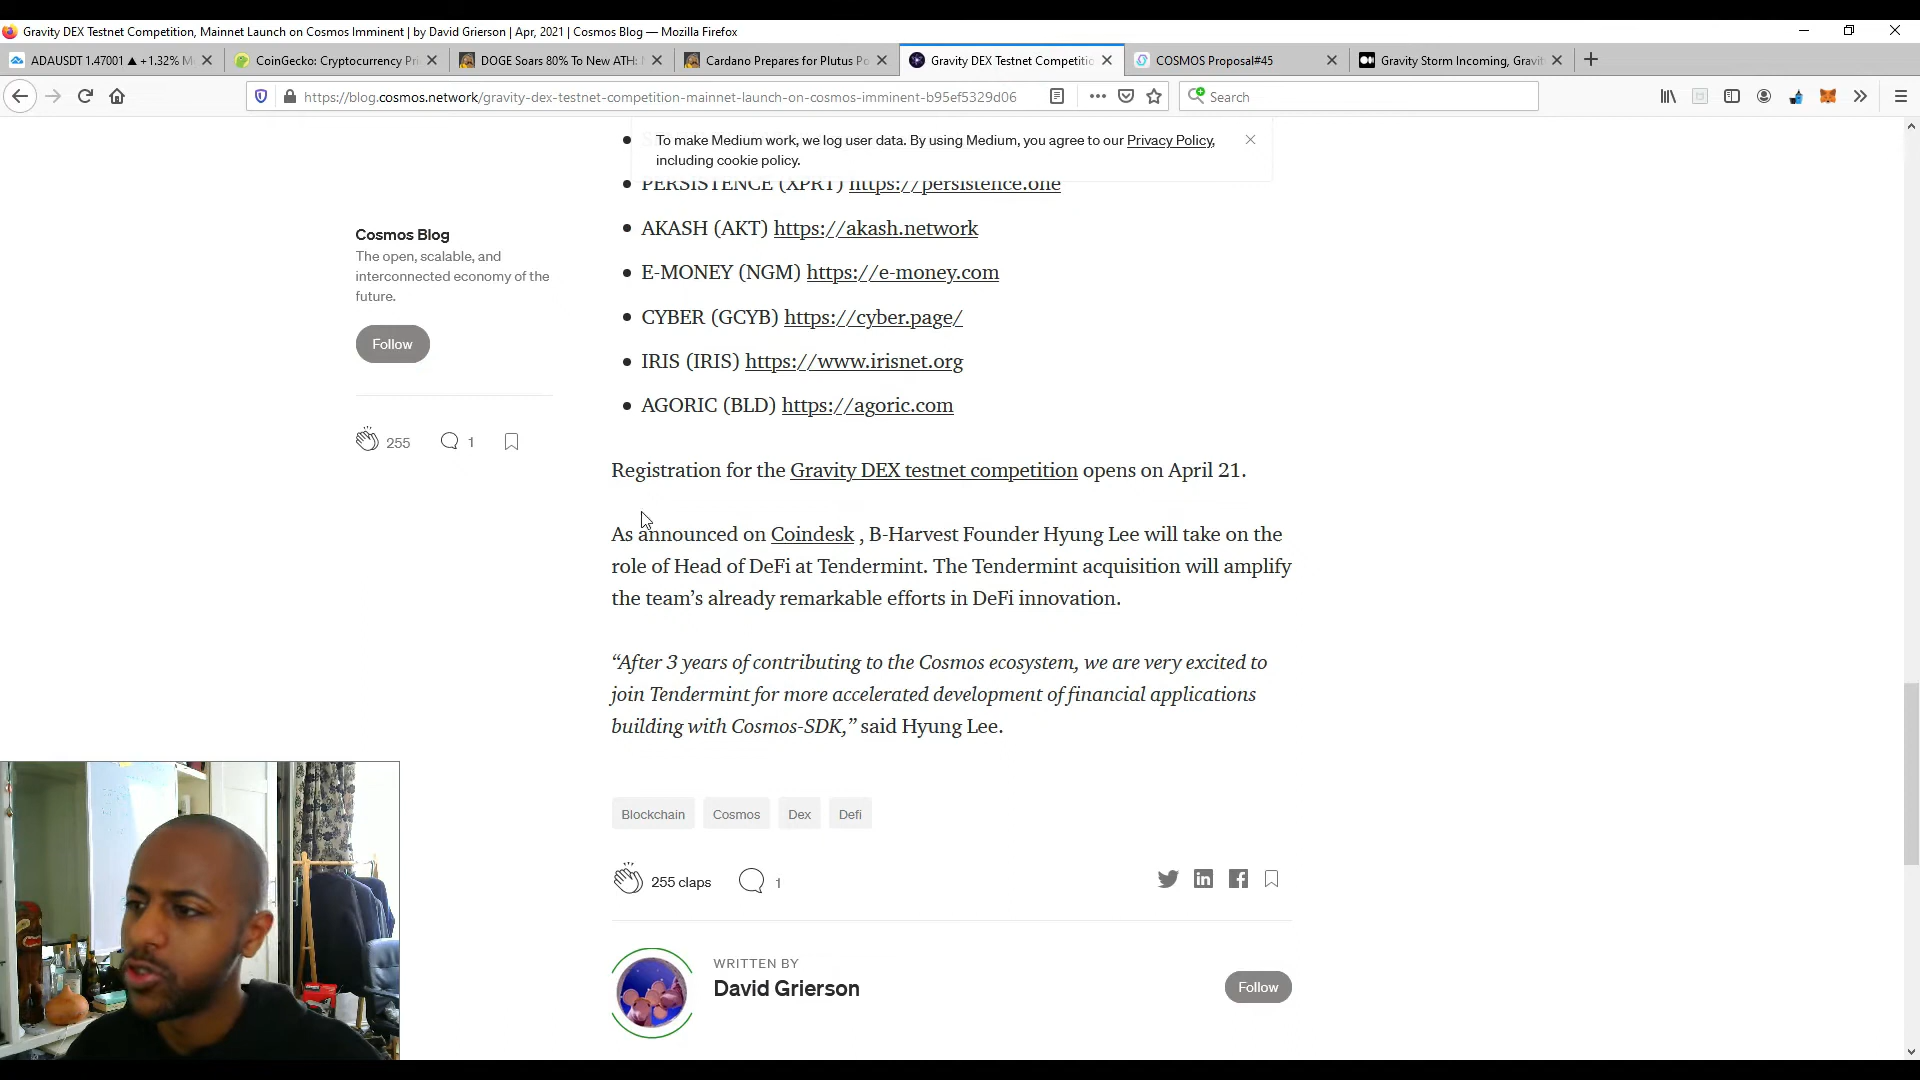 Gravity DEX Testnet Competition, Mainnet Launch on Cosmos Imminent | by David Grierson | Apr, 2021 | Cosmos Blog — Mozilla Firefox
ADAUSDT 1.47001 ▲ +1.32% M
CoinGecko: Cryptocurrency Pri
DOGE Soars 80% To New ATH:
Cardano Prepares for Plutus Po
Gravity DEX Testnet Competitio
COSMOS Proposal#45
Gravity Storm Incoming, Gravit
https://blog.cosmos.network/gravity-dex-testnet-competition-mainnet-launch-on-cosmos-imminent-b95ef5329d06
Search
To make Medium work, we log user data. By using Medium, you agree to our Privacy Policy,
including cookie policy.
PERSISTENCE (XPRT) https://persistence.one
AKASH (AKT) https://akash.network
E-MONEY (NGM) https://e-money.com
CYBER (GCYB) https://cyber.page/
IRIS (IRIS) https://www.irisnet.org
AGORIC (BLD) https://agoric.com
Cosmos Blog
The open, scalable, and
interconnected economy of the
future.
Follow
255
1
Registration for the Gravity DEX testnet competition opens on April 21.
As announced on Coindesk , B-Harvest Founder Hyung Lee will take on the
role of Head of DeFi at Tendermint. The Tendermint acquisition will amplify
the team’s already remarkable efforts in DeFi innovation.
“After 3 years of contributing to the Cosmos ecosystem, we are very excited to
join Tendermint for more accelerated development of financial applications
building with Cosmos-SDK,” said Hyung Lee.
Blockchain
Cosmos
Dex
Defi
255 claps
1
WRITTEN BY
David Grierson
Follow